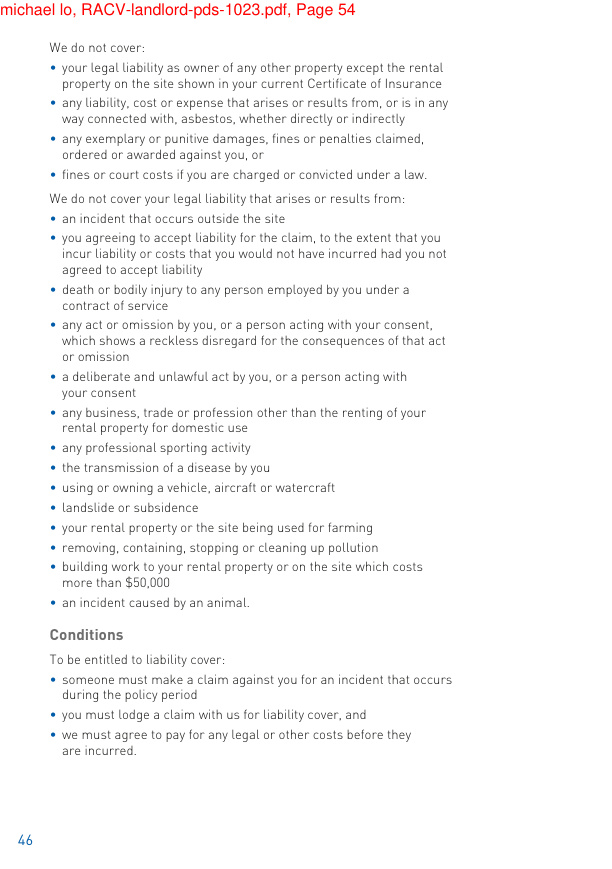 michael lo, RACV-landlord-pds-1023.pdf, Page 54
We do not cover:
• your legal liability as owner of any other property except the rental
property on the site shown in your current Certificate of Insurance
• any liability, cost or expense that arises or results from, or is in any
way connected with, asbestos, whether directly or indirectly
• any exemplary or punitive damages, fines or penalties claimed,
ordered or awarded against you, or
• fines or court costs if you are charged or convicted under a law.
We do not cover your legal liability that arises or results from:
• an incident that occurs outside the site
• you agreeing to accept liability for the claim, to the extent that you
incur liability or costs that you would not have incurred had you not
agreed to accept liability
• death or bodily injury to any person employed by you under a
contract of service
• any act or omission by you, or a person acting with your consent,
which shows a reckless disregard for the consequences of that act
or omission
• a deliberate and unlawful act by you, or a person acting with
your consent
• any business, trade or profession other than the renting of your
rental property for domestic use
• any professional sporting activity
• the transmission of a disease by you
• using or owning a vehicle, aircraft or watercraft
• landslide or subsidence
• your rental property or the site being used for farming
• removing, containing, stopping or cleaning up pollution
• building work to your rental property or on the site which costs
more than $50,000
• an incident caused by an animal.
Conditions
To be entitled to liability cover:
• someone must make a claim against you for an incident that occurs
during the policy period
• you must lodge a claim with us for liability cover, and
• we must agree to pay for any legal or other costs before they
are incurred.
46